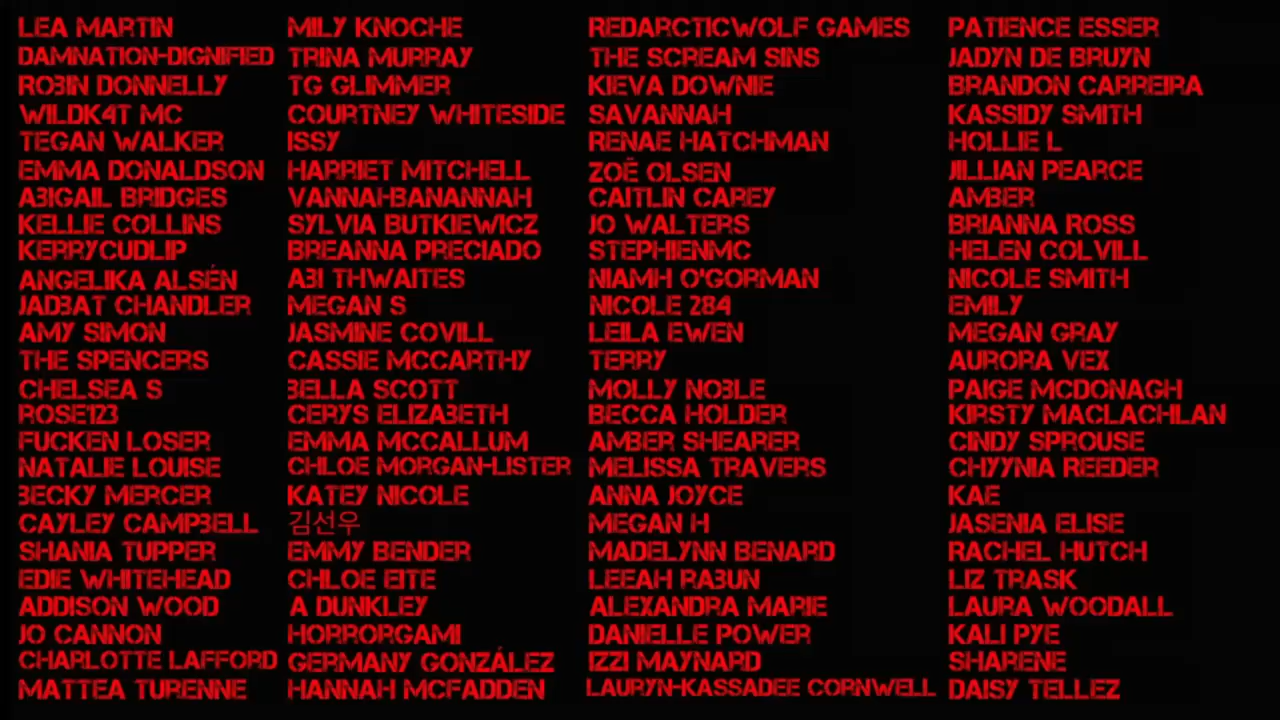 LEA MARTIN
DAMNATION-DIGNIFIED
ROBIN DONNELLY
WILDK4T MC
TEGAN WALKER
EMMA DONALDSON
ABIGAIL BRIDGES
KELLIE COLLINS
KERRYCUDLIP
ANGELIKA ALSÉN
JADBAT CHANDLER
AMY SIMON
THE SPENCERS
CHELSEA S
ROSE123
FUCKEN LOSER
NATALIE LOUISE
BECKY MERCER
CAYLEY CAMPBELL
SHANIA TUPPER
EDIE WHITEHEAD
ADDISON WOOD
JO CANNON
CHARLOTTE LAFFORD
MATTEA TURENNE
MILY KNOCHE
TRINA MURRAY
TG GLIMMER
COURTNEY WHITESIDE
ISSY
HARRIET MITCHELL
VANNAH-BANANNAH
SYLVIA BUTKIEWICZ
BREANNA PRECIADO
ABI THWAITES
MEGAN S
JASMINE COVILL
CASSIE MCCARTHY
BELLA SCOTT
CERYS ELIZABETH
EMMA MCCALLUM
CHLOE MORGAN-LISTER
KATEY NICOLE
김선우
EMMY BENDER
CHLOE EITE
A DUNKLEY
HORRORGAMI
GERMANY GONZÁLEZ
HANNAH MCFADDEN
REDARCTICWOLF GAMES
THE SCREAM SINS
KIEVA DOWNIE
SAVANNAH
RENAE HATCHMAN
ZOË OLSEN
CAITLIN CAREY
JO WALTERS
STEPHIENMC
NIAMH O'GORMAN
NICOLE 284
LEILA EWEN
TERRY
MOLLY NOBLE
BECCA HOLDER
AMBER SHEARER
MELISSA TRAVERS
ANNA JOYCE
MEGAN H
MADELYNN BENARD
LEEAH RABUN
ALEXANDRA MARIE
DANIELLE POWER
IZZI MAYNARD
LAURYN-KASSADEE CORNWELL
PATIENCE ESSER
JADYN DE BRUYN
BRANDON CARREIRA
KASSIDY SMITH
HOLLIE L
JILLIAN PEARCE
AMBER
BRIANNA ROSS
HELEN COLVILL
NICOLE SMITH
EMILY
MEGAN GRAY
AURORA VEX
PAIGE MCDONAGH
KIRSTY MACLACHLAN
CINDY SPROUSE
CHYYNIA REEDER
KAE
JASENIA ELISE
RACHEL HUTCH
LIZ TRASK
LAURA WOODALL
KALI PYE
SHARENE
DAISY TELLEZ